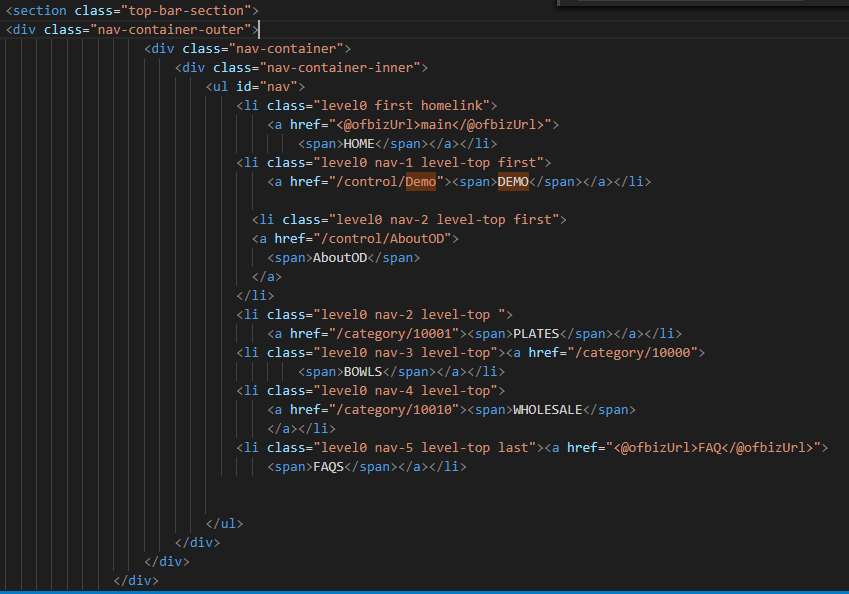 <section class="top-bar-section">
<div class="nav-container-outer">
<div class="nav-container">
<div class="nav-container-inner">
<ul id="nav">
<li class="level0 first homelink">
<a href="<@ofbizUrl>main</@ofbizUrl>">
<span>HOME</span></a></li>
<li class="level0 nav-1 level-top first">
<a href="/control/Demo"><span>DEMO</span></a></li>
<li class="level0 nav-2 level-top first">
<a href="/control/AboutOD">
<span>AboutOD</span>
</a>
</li>
<li class="level0 nav-2 level-top ">
<a href="/category/10001"><span>PLATES</span></a></li>
<li class="level0 nav-3 level-top"><a href="/category/10000">
<span>BOWLS</span></a></li>
<li class="level0 nav-4 level-top">
<a href="/category/10010"><span>WHOLESALE</span>
</a></li>
<li class="level0 nav-5 level-top last"><a href="<@ofbizUrl>FAQ</@ofbizUrl>">
<span>FAQS</span></a></li>
</ul>
</div>
</div>
</div>